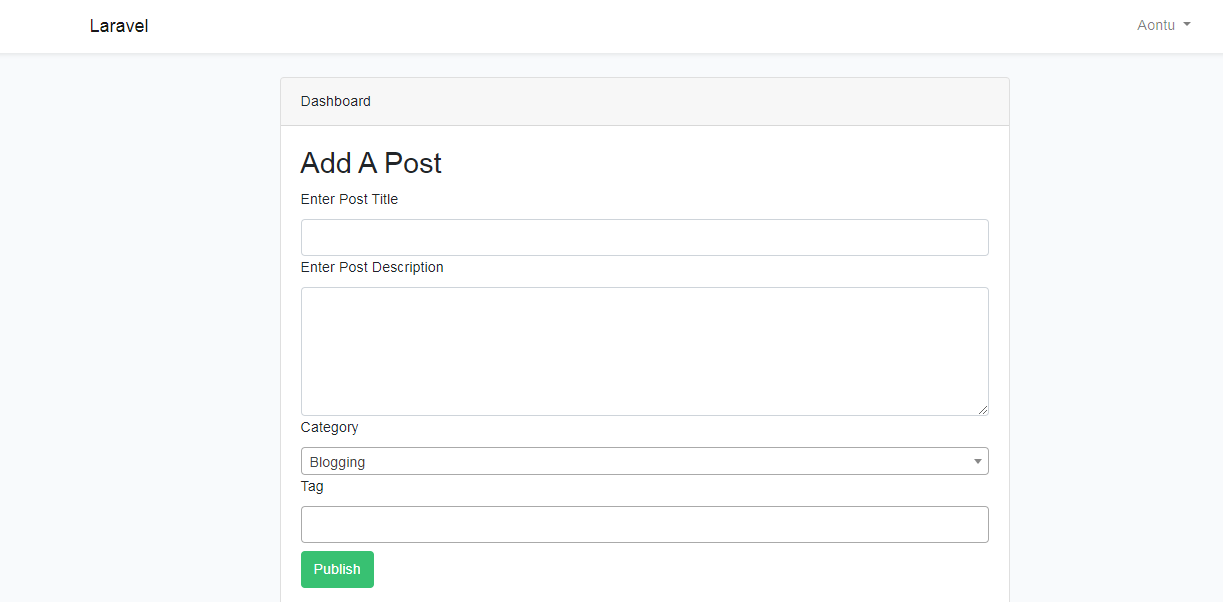 Laravel
Aontu
Dashboard
Add A Post
Enter Post Title
Enter Post Description
Category
Blogging
Tag
Publish